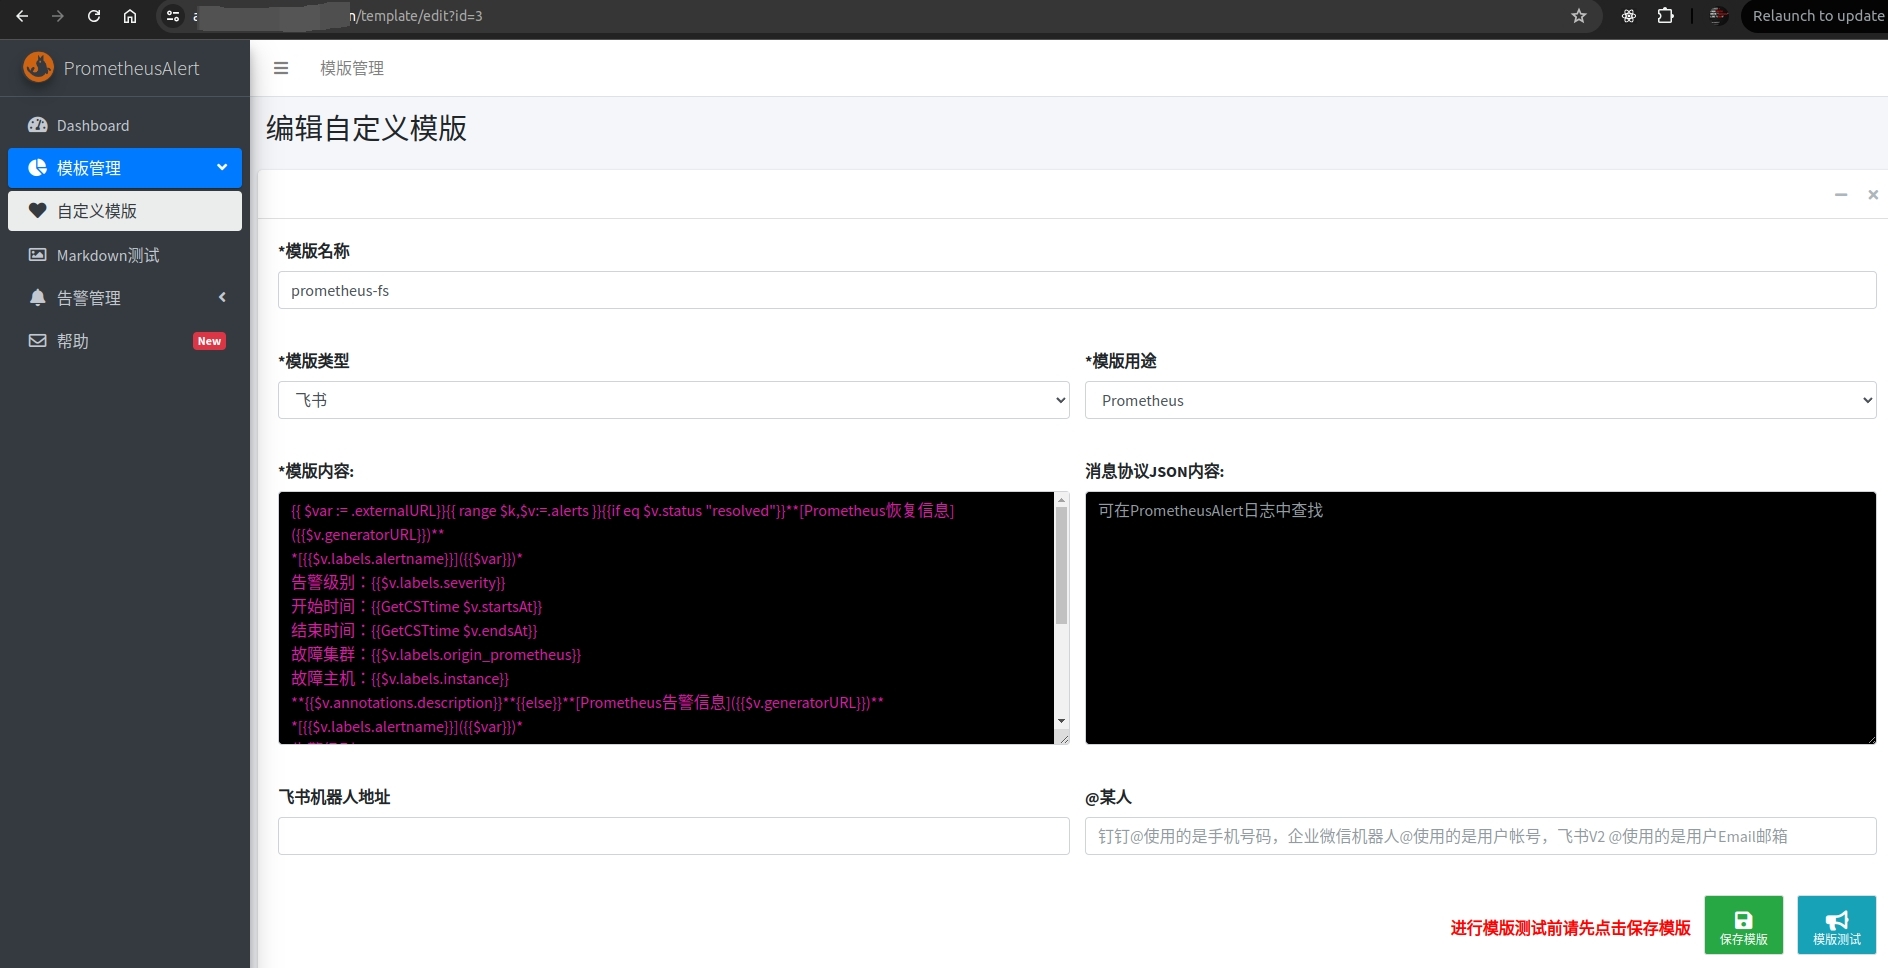 /template/edit?id=3
Relaunch to update
PrometheusAlert
模版管理
Dashboard
模板管理
自定义模版
Markdown测试
告警管理
帮助
New
编辑自定义模版
*模版名称
prometheus-fs
*模版类型
*模版用途
飞书
Prometheus
*模版内容:
消息协议JSON内容:
{{ $var := .externalURL}}{{ range $k,$v:=.alerts }}{{if eq $v.status "resolved"}}**[Prometheus恢复信息]
({{$v.generatorURL}})**
*[{{$v.labels.alertname}}]({{$var}})*
告警级别：{{$v.labels.severity}}
开始时间：{{GetCSTtime $v.startsAt}}
结束时间：{{GetCSTtime $v.endsAt}}
故障集群：{{$v.labels.origin_prometheus}}
故障主机：{{$v.labels.instance}}
**{{$v.annotations.description}}**{{else}}**[Prometheus告警信息]({{$v.generatorURL}})**
*[{{$v.labels.alertname}}]({{$var}})*
可在PrometheusAlert日志中查找
飞书机器人地址
@某人
钉钉@使用的是手机号码，企业微信机器人@使用的是用户帐号，飞书V2 @使用的是用户Email邮箱
进行模版测试前请先点击保存模版
保存模版
模版测试